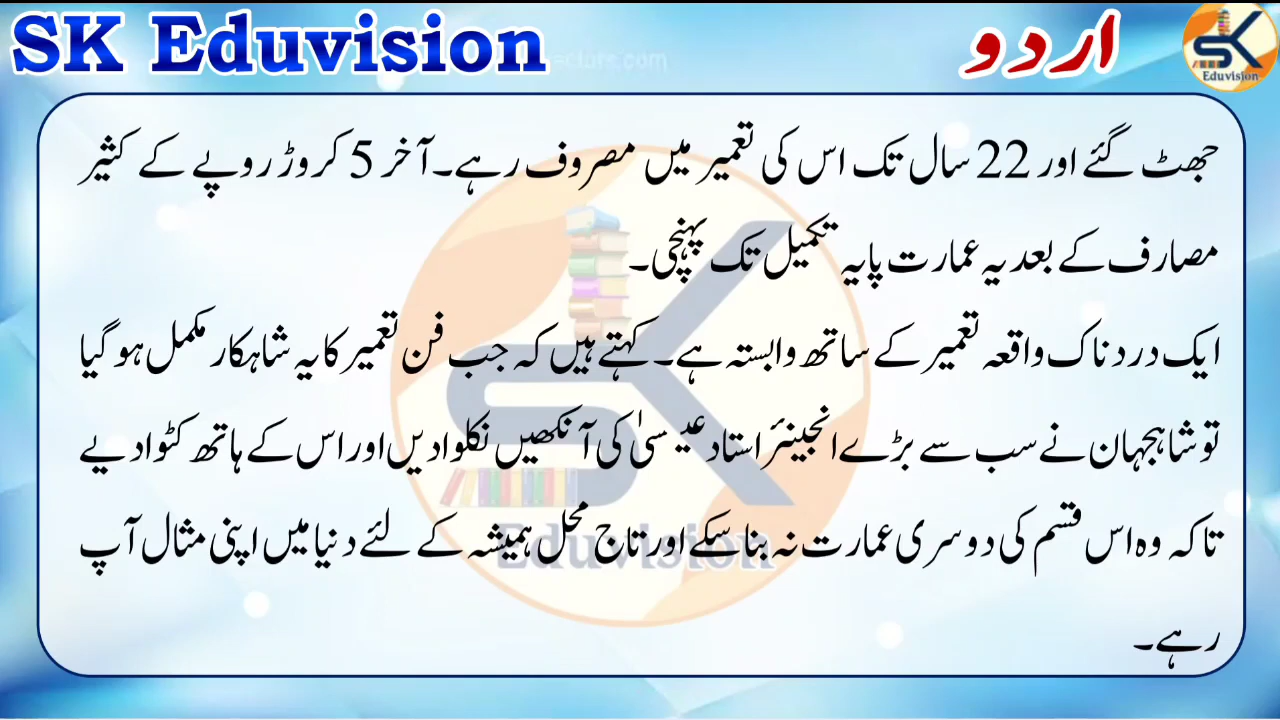 SK Eduvision
اردو
SK
Eduvision
جھٹ گئے اور 22 سال تک اس کی تعمیر میں مصروف رہے۔ آخر 5 کروڑ روپے کے کثیر
مصارف کے بعد یہ عمارت پایہ تکمیل تک پہنچی۔
ایک دردناک واقعہ تعمیر کے ساتھ وابستہ ہے۔ کہتے ہیں کہ جب فن تعمیر کا یہ شاہکار مکمل ہو گیا
تو شاہجہان نے سب سے بڑے انجینئر استاد عیسیٰ کی آنکھیں نکلوا دیں اور اس کے ہاتھ کٹوا دیے
تاکہ وہ اس قسم کی دوسری عمارت نہ بنا سکے اور تاج محل ہمیشہ کے لئے دنیا میں اپنی مثال آپ
رہے۔
SK
Eduvision